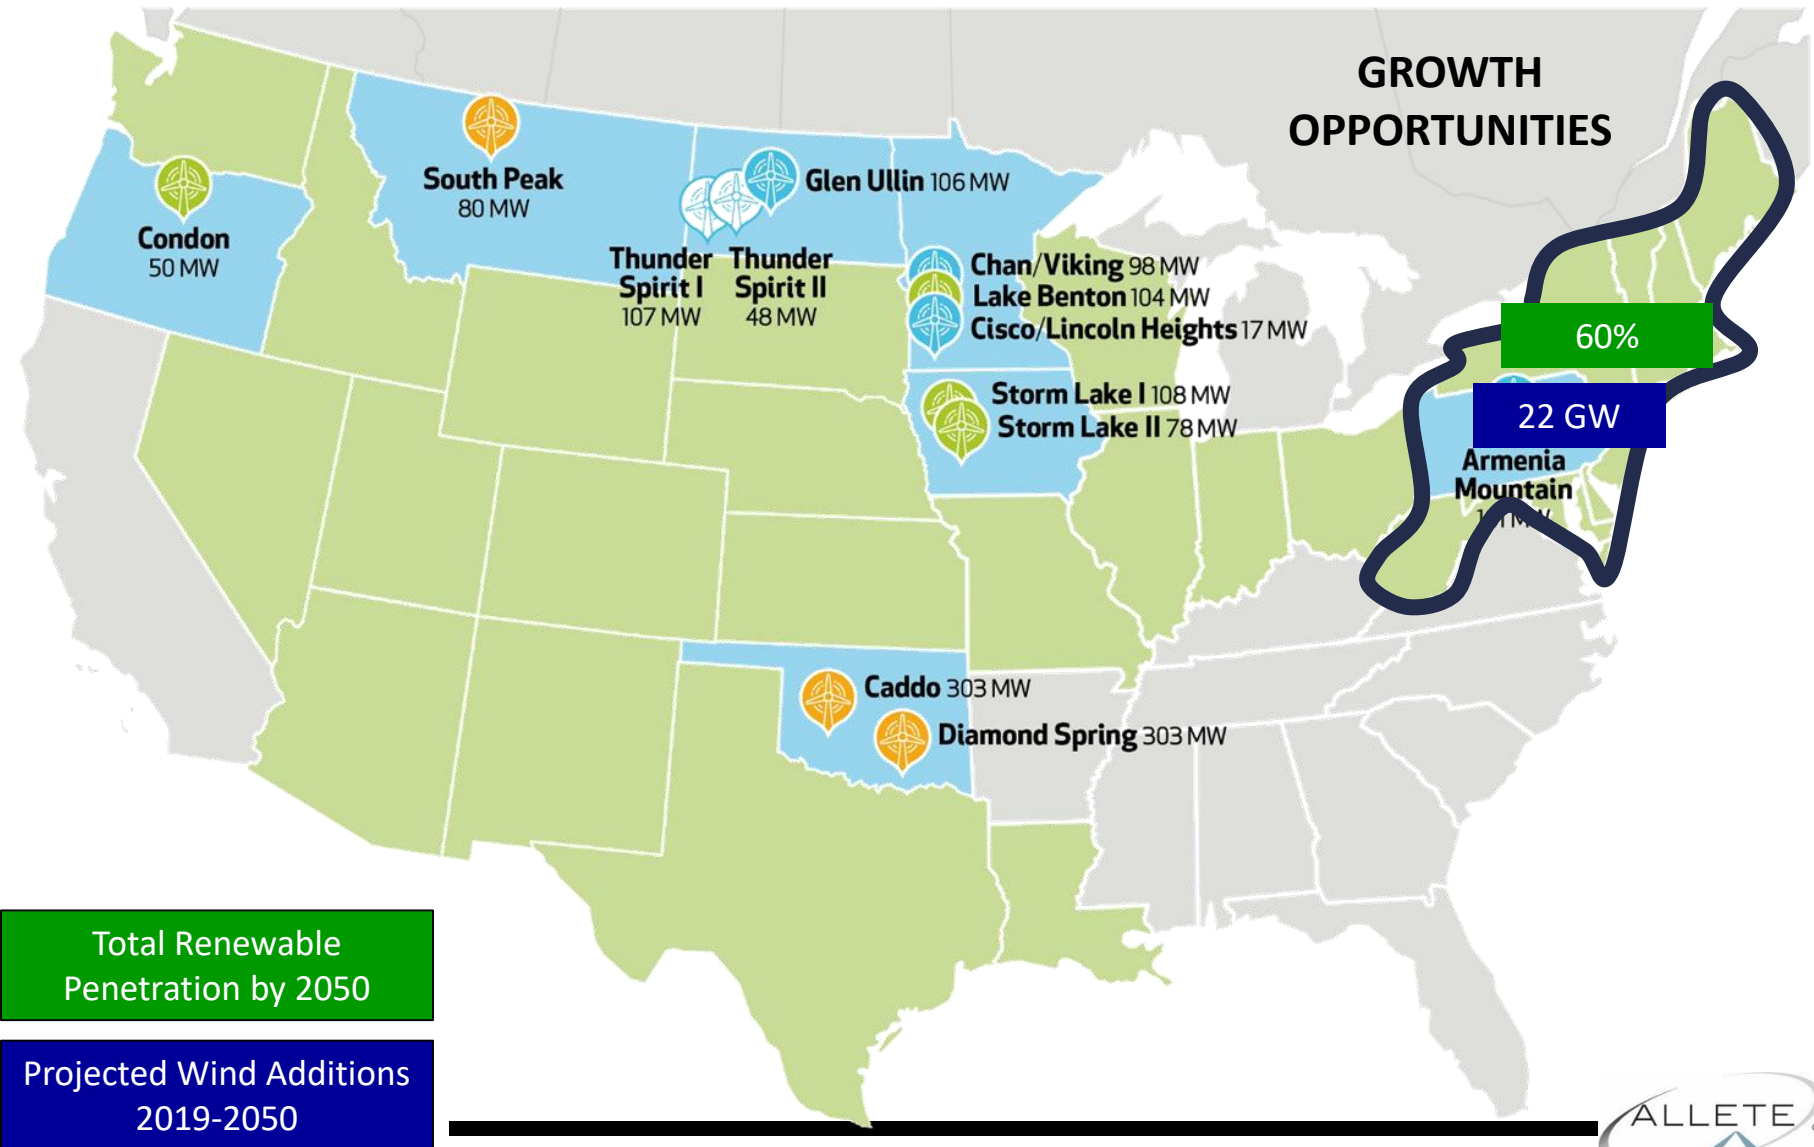 GROWTH
OPPORTUNITIES
South Peak
80 MW
Glen Ullin 106 MW
Condon
50 MW
Thunder
Spirit I
107 MW
Thunder
Spirit II
48 MW
Chan/Viking 98 MW
Lake Benton 104 MW
Cisco/Lincoln Heights 17 MW
60%
Storm Lake I 108 MW
Storm Lake II 78 MW
22 GW
Armenia
Mountain
MW
Caddo 303 MW
Diamond Spring 303 MW
Total Renewable
Penetration by 2050
Projected Wind Additions
2019-2050
ALLETE